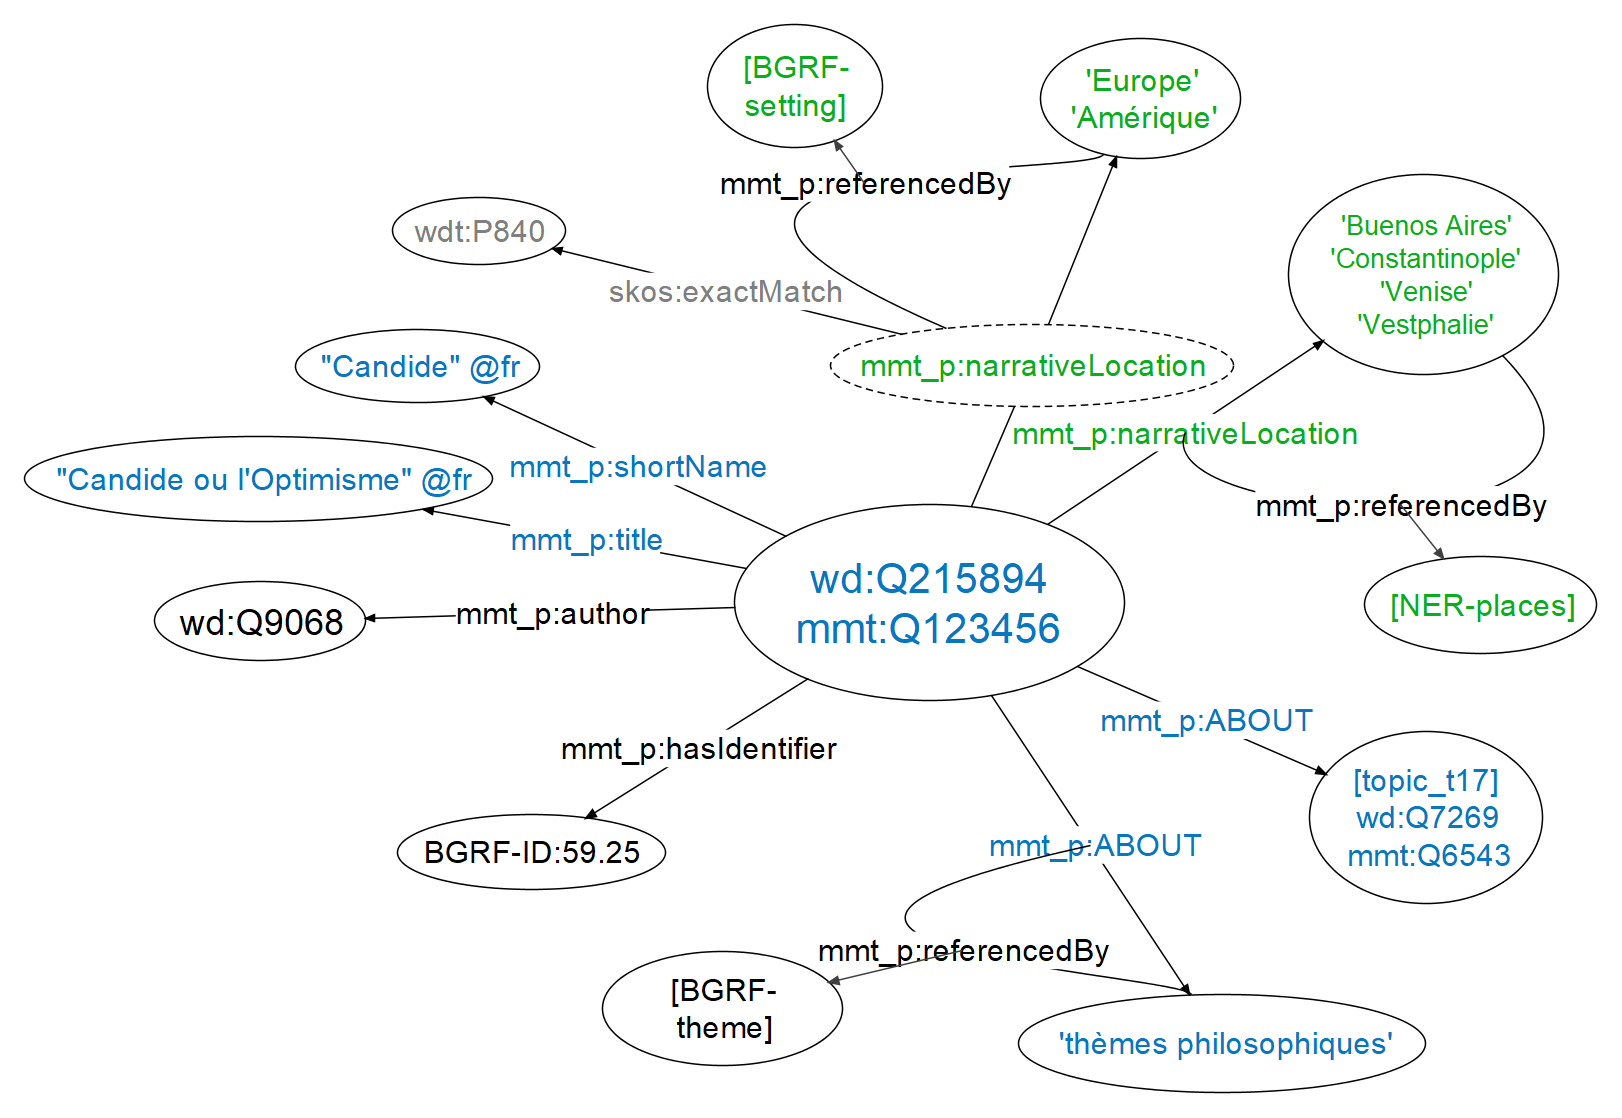 [BGRF-
setting]
'Europe'
'Amérique'
mmt_p:referencedBy
wdt:P840
'Buenos Aires'
'Constantinople'
'Venise'
'Vestphalie'
skos:exactMatch
"Candide" @fr
mmt_p:narrativeLocation
mmt_p:narrativeLocation
mmt_p:shortName
"Candide ou l'Optimisme" @fr
mmt_p:referencedBy
mmt_p:title
wd:Q215894
mmt:Q123456
[NER-places]
mmt_p:author
wd:Q9068
mmt_p:ABOUT
mmt_p:hasIdentifier
[topic_t17]
wd:Q7269
mmt:Q6543
mmt_p:ABOUT
BGRF-ID:59.25
mmt_p:referencedBy
[BGRF-
theme]
'thèmes philosophiques'